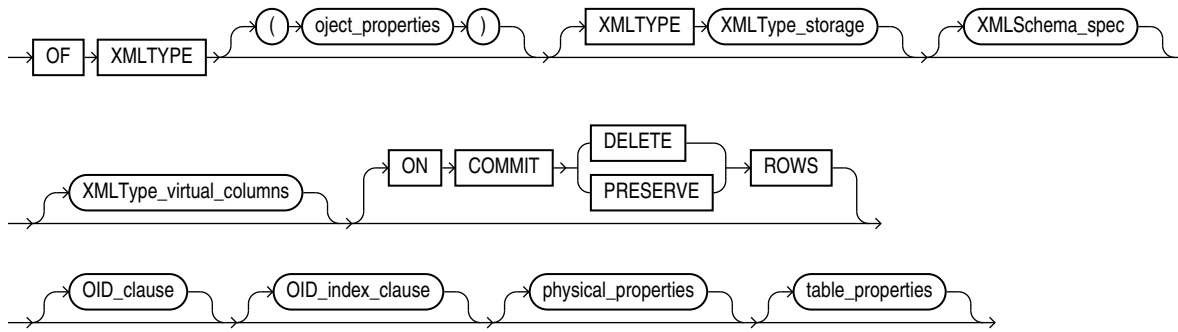 ( oject_properties ) XMLTYPE XMLType_storage XMLSchema_spec
OF XMLTYPE
DELETE
XMLType_virtual_columns ON COMMIT ROWS
PRESERVE
OID_clause OID_index_clause physical_properties table_properties